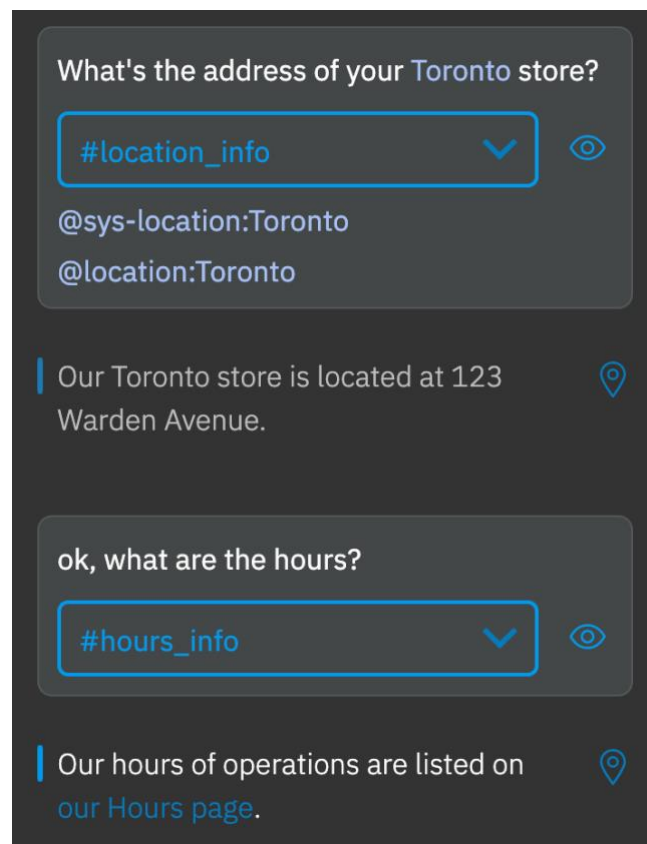 What's the address of your Toronto store?
#location_info
@sys-location:Toronto
@location:Toronto
Our Toronto store is located at 123
Warden Avenue.
ok, what are the hours?
#hours_info
Our hours of operations are listed on
our Hours page.